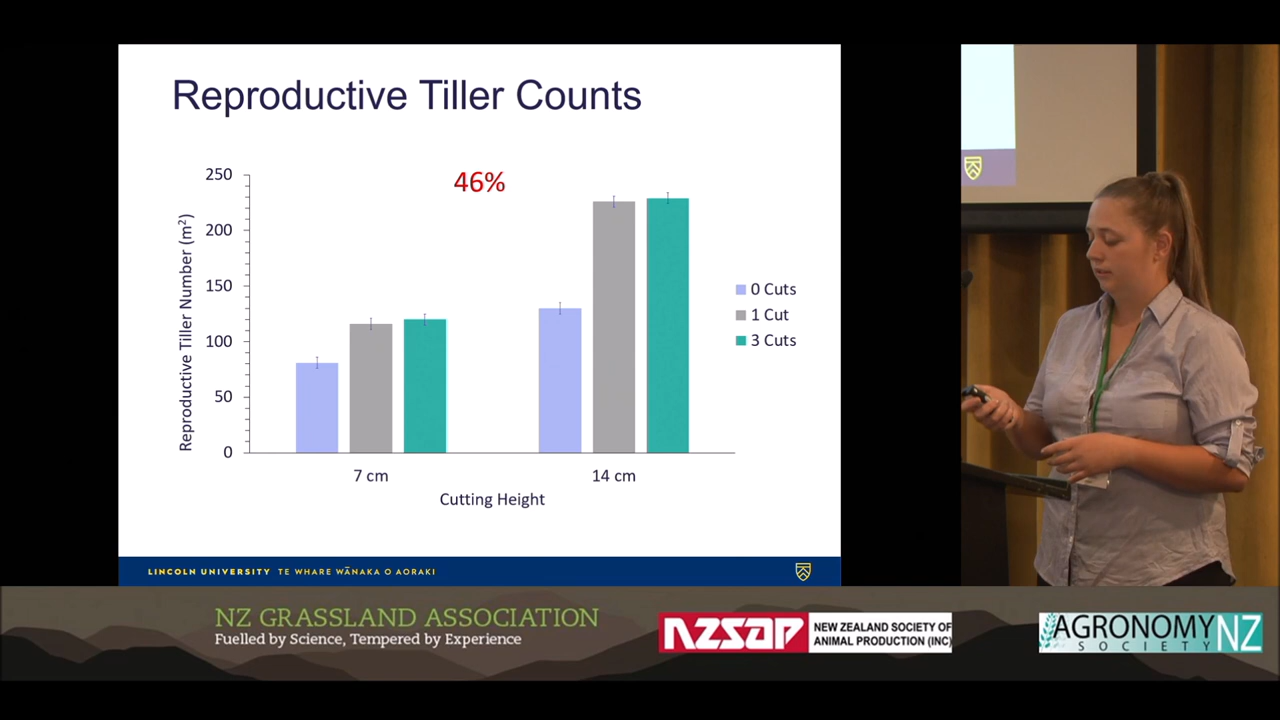 Reproductive Tiller Counts
46%
250
200
150
100
50
0
Reproductive Tiller Number (m²)
7 cm
14 cm
Cutting Height
0 Cuts
1 Cut
3 Cuts
LINCOLN UNIVERSITY TE WHARE WĀNAKA O AORAKI
NZ GRASSLAND ASSOCIATION
Fuelled by Science, Tempered by Experience
NZSAP
NEW ZEALAND SOCIETY OF
ANIMAL PRODUCTION (INC)
AGRONOMY NZ
SOCIETY